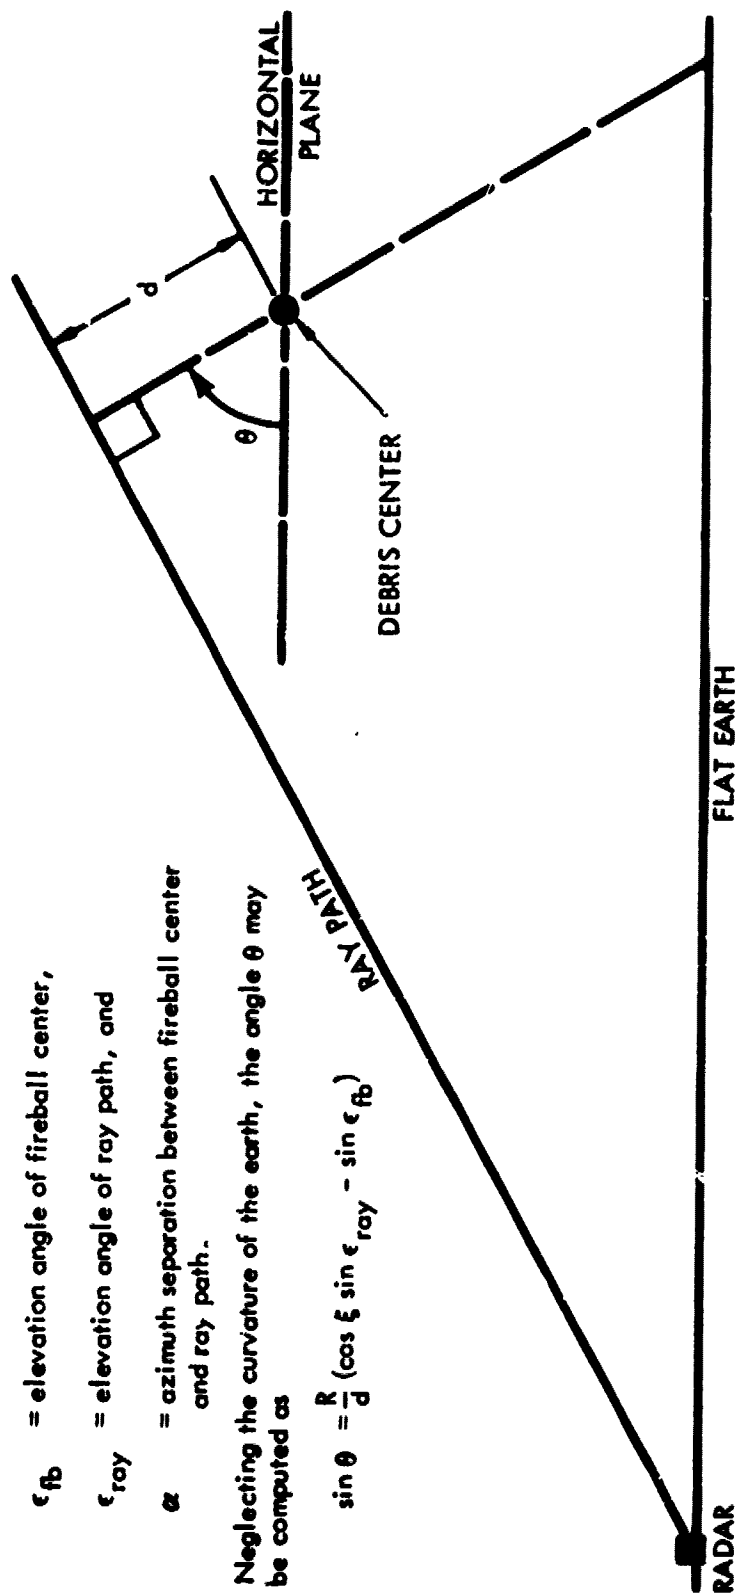 ϵ_fb = elevation angle of fireball center,
ϵ_ray = elevation angle of ray path, and
α = azimuth separation between fireball center
and ray path.
Neglecting the curvature of the earth, the angle θ may
be computed as
sin θ = R/d (cos ξ sin ϵ_ray − sin ϵ_fb)
RAY PATH
d
θ
HORIZONTAL
PLANE
DEBRIS CENTER
FLAT EARTH
RADAR